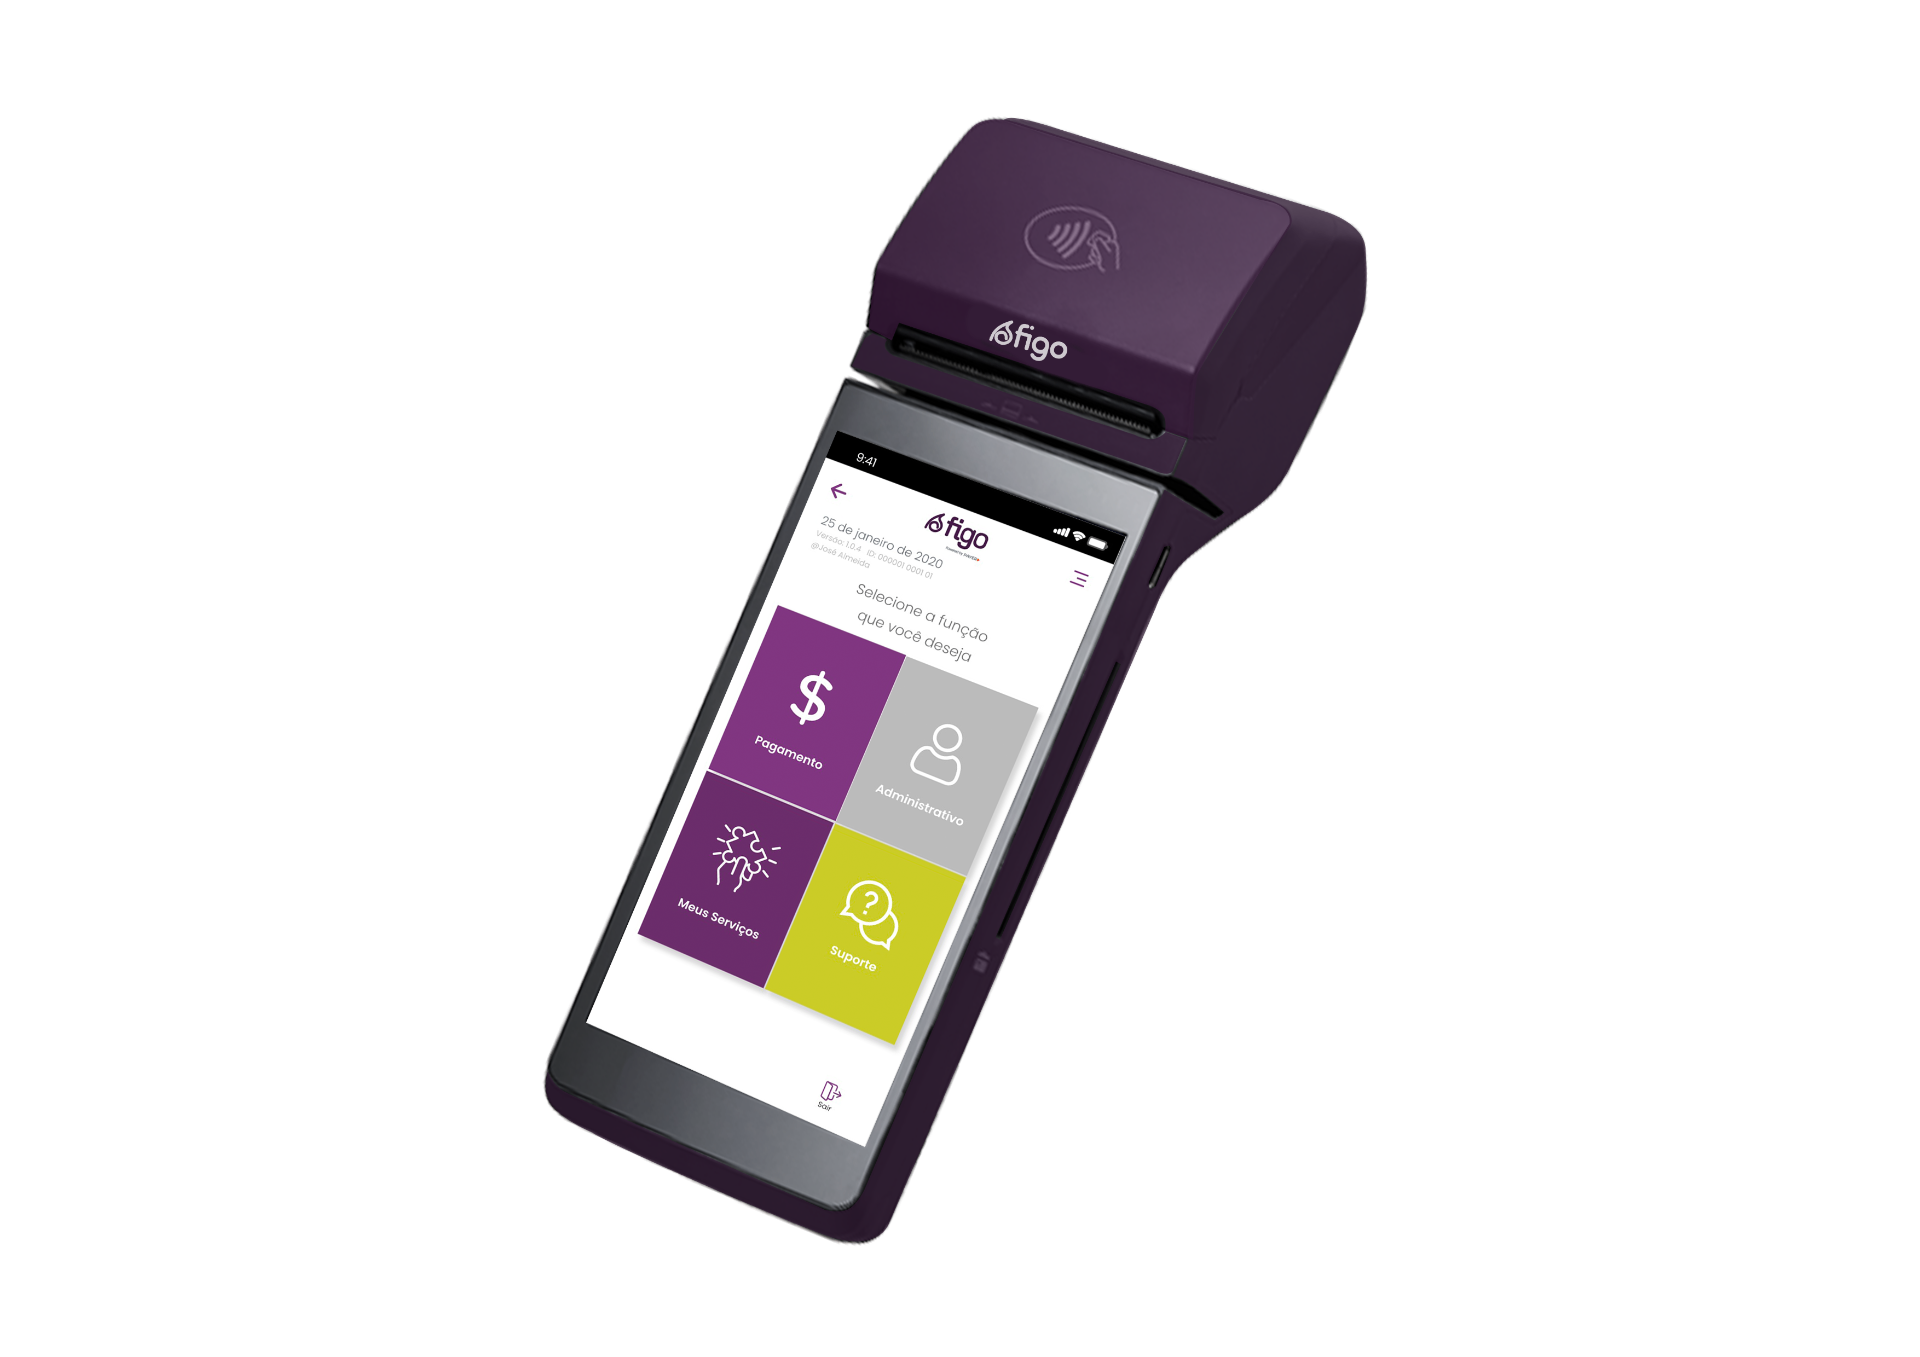 figo
9:41
figo
25 de janeiro de 2020
Versão: 1.0.4 ID: 000001 0001 01
@José Almeida
Selecione a função
que você deseja
$
Pagamento
Administrativo
Meus Serviços
?
Suporte
Sair